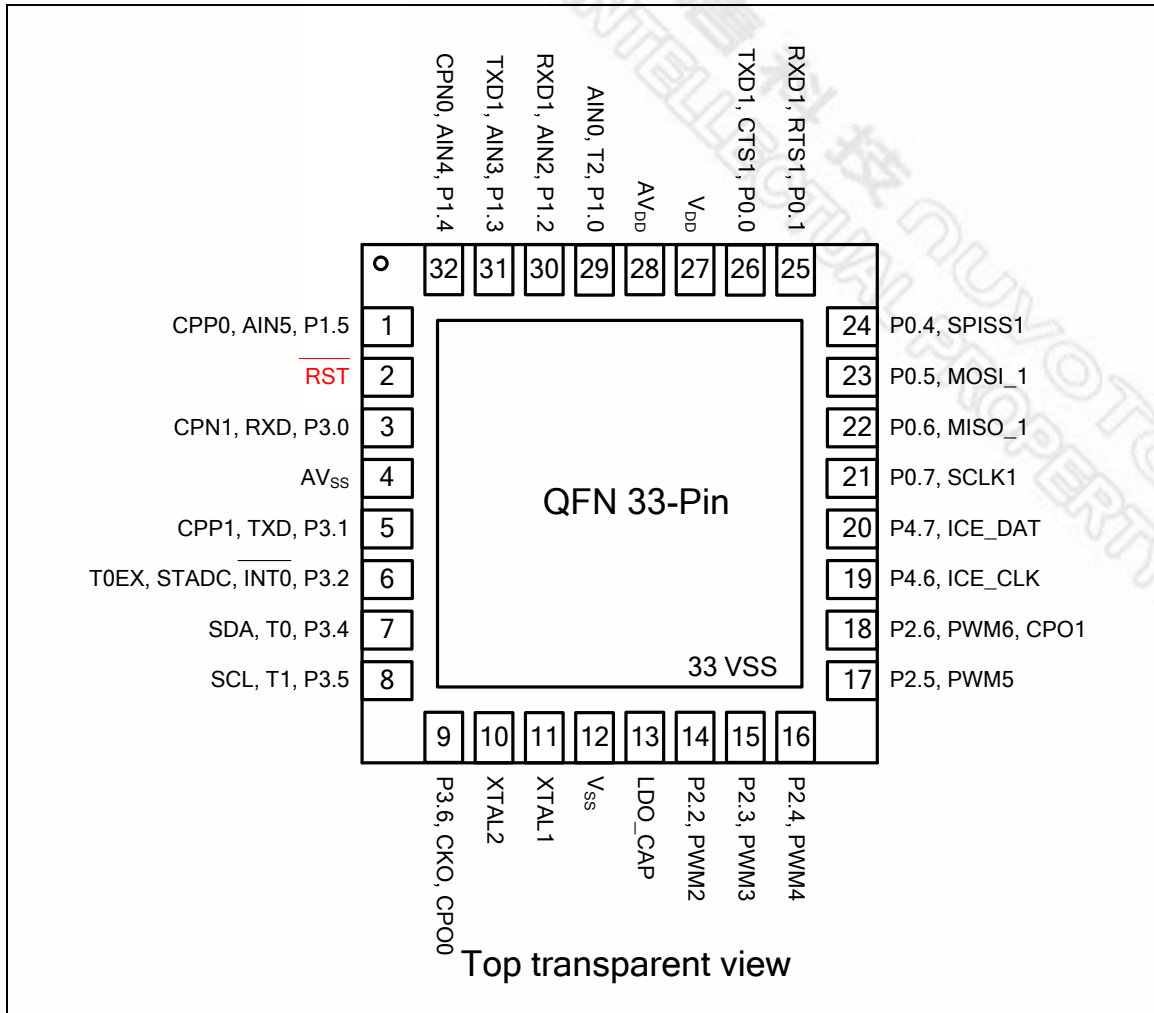 CPN0, AIN4, P1.4
TXD1, AIN3, P1.3
RXD1, AIN2, P1.2
AIN0, T2, P1.0
AVDD
VDD
TXD1, CTS1, P0.0
RXD1, RTS1, P0.1
32 31 30 29 28 27 26 25
CPP0, AIN5, P1.5 1
RST 2
CPN1, RXD, P3.0 3
AVSS 4
CPP1, TXD, P3.1 5
T0EX, STADC, INT0, P3.2 6
SDA, T0, P3.4 7
SCL, T1, P3.5 8
QFN 33-Pin
33 VSS
24 P0.4, SPISS1
23 P0.5, MOSI_1
22 P0.6, MISO_1
21 P0.7, SCLK1
20 P4.7, ICE_DAT
19 P4.6, ICE_CLK
18 P2.6, PWM6, CPO1
17 P2.5, PWM5
9 10 11 12 13 14 15 16
P3.6, CKO, CPO0
XTAL2
XTAL1
VSS
LDO_CAP
P2.2, PWM2
P2.3, PWM3
P2.4, PWM4
Top transparent view
科技 nuvoTo
INTELLECTUAL PROPERTY